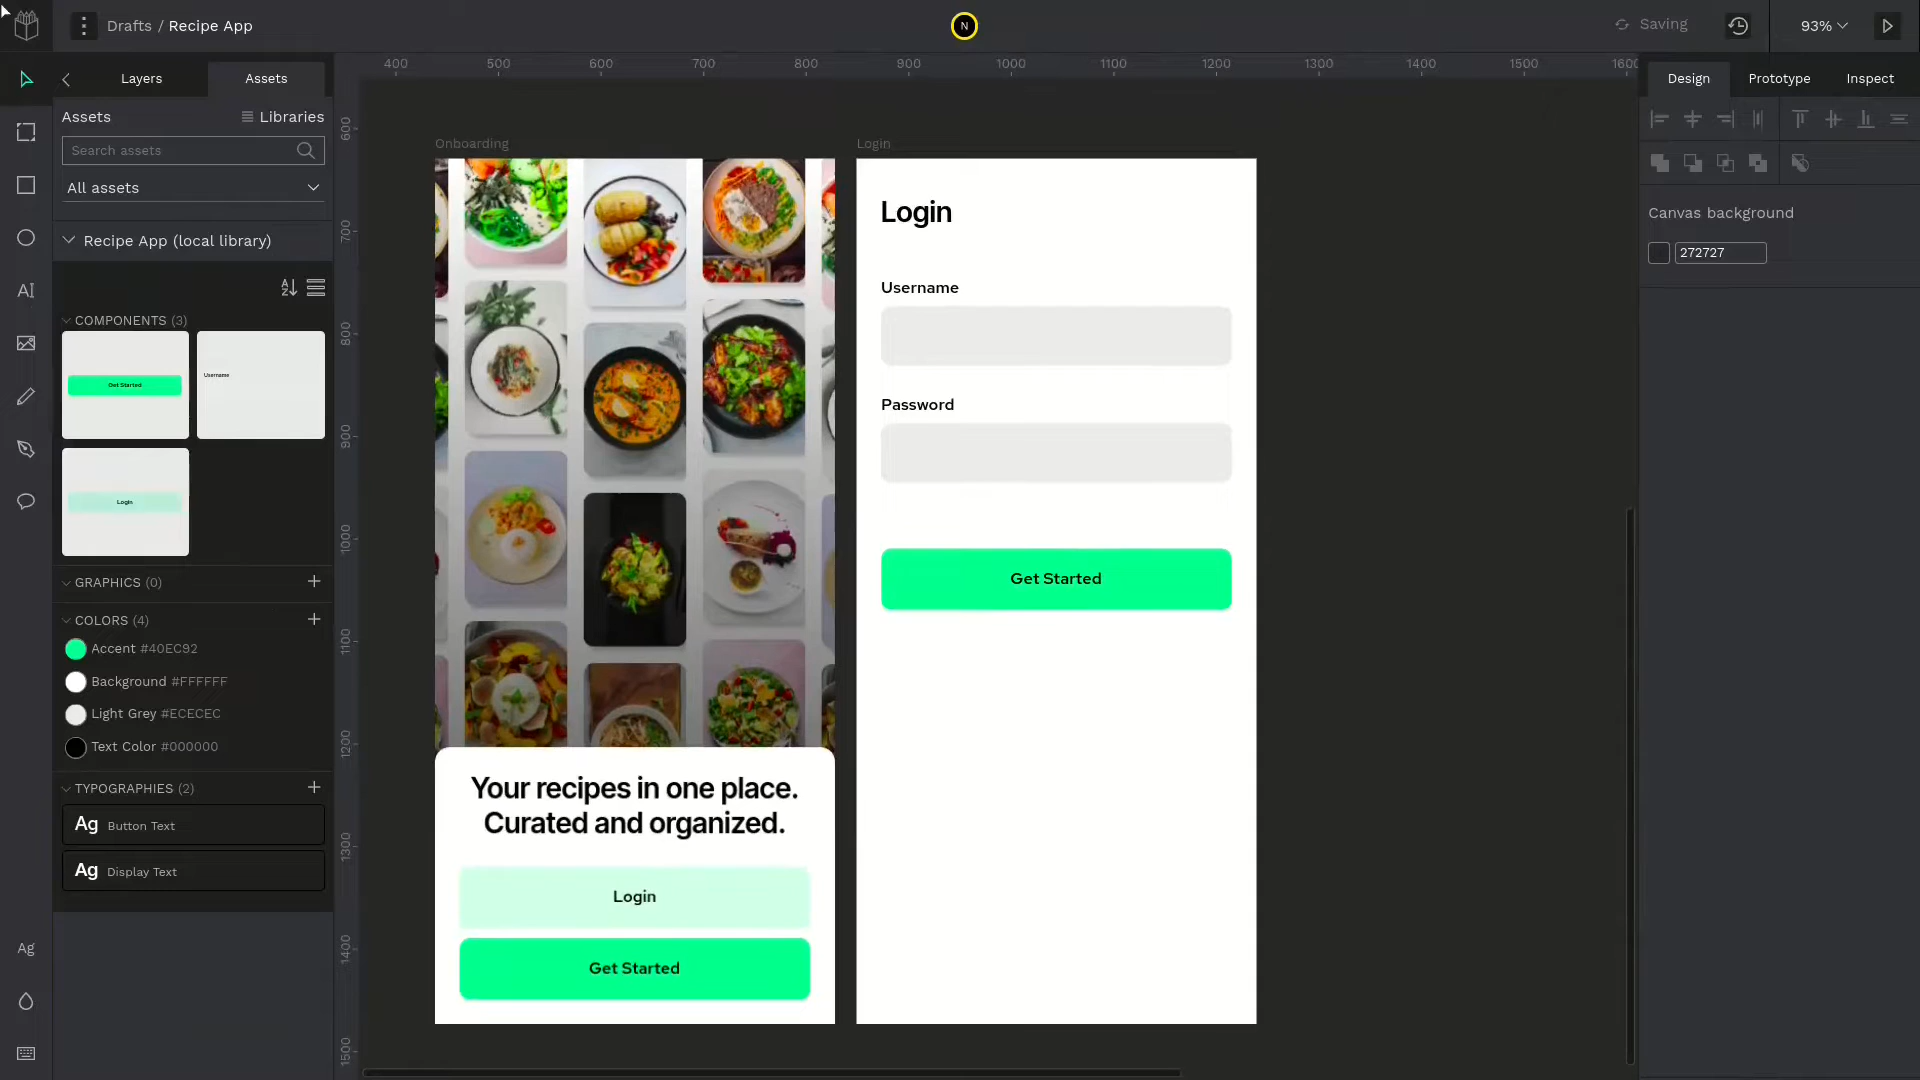 Drafts / Recipe App
N
Saving
93%
Layers
Assets
Design
Prototype
Inspect
400 500 600 700 800 900 1000 1100 1200 1300 1400 1500 1600
Assets
Libraries
Search assets
All assets
Recipe App (local library)
COMPONENTS (3)
Get Started
Username
Login
GRAPHICS (0)
COLORS (4)
Accent #40EC92
Background #FFFFFF
Light Grey #ECECEC
Text Color #000000
TYPOGRAPHIES (2)
Ag Button Text
Ag Display Text
Ag
600
700
800
900
1000
1100
1200
1300
1400
1500
Onboarding
Your recipes in one place.
Curated and organized.
Login
Get Started
Login
Login
Username
Password
Get Started
Canvas background
272727